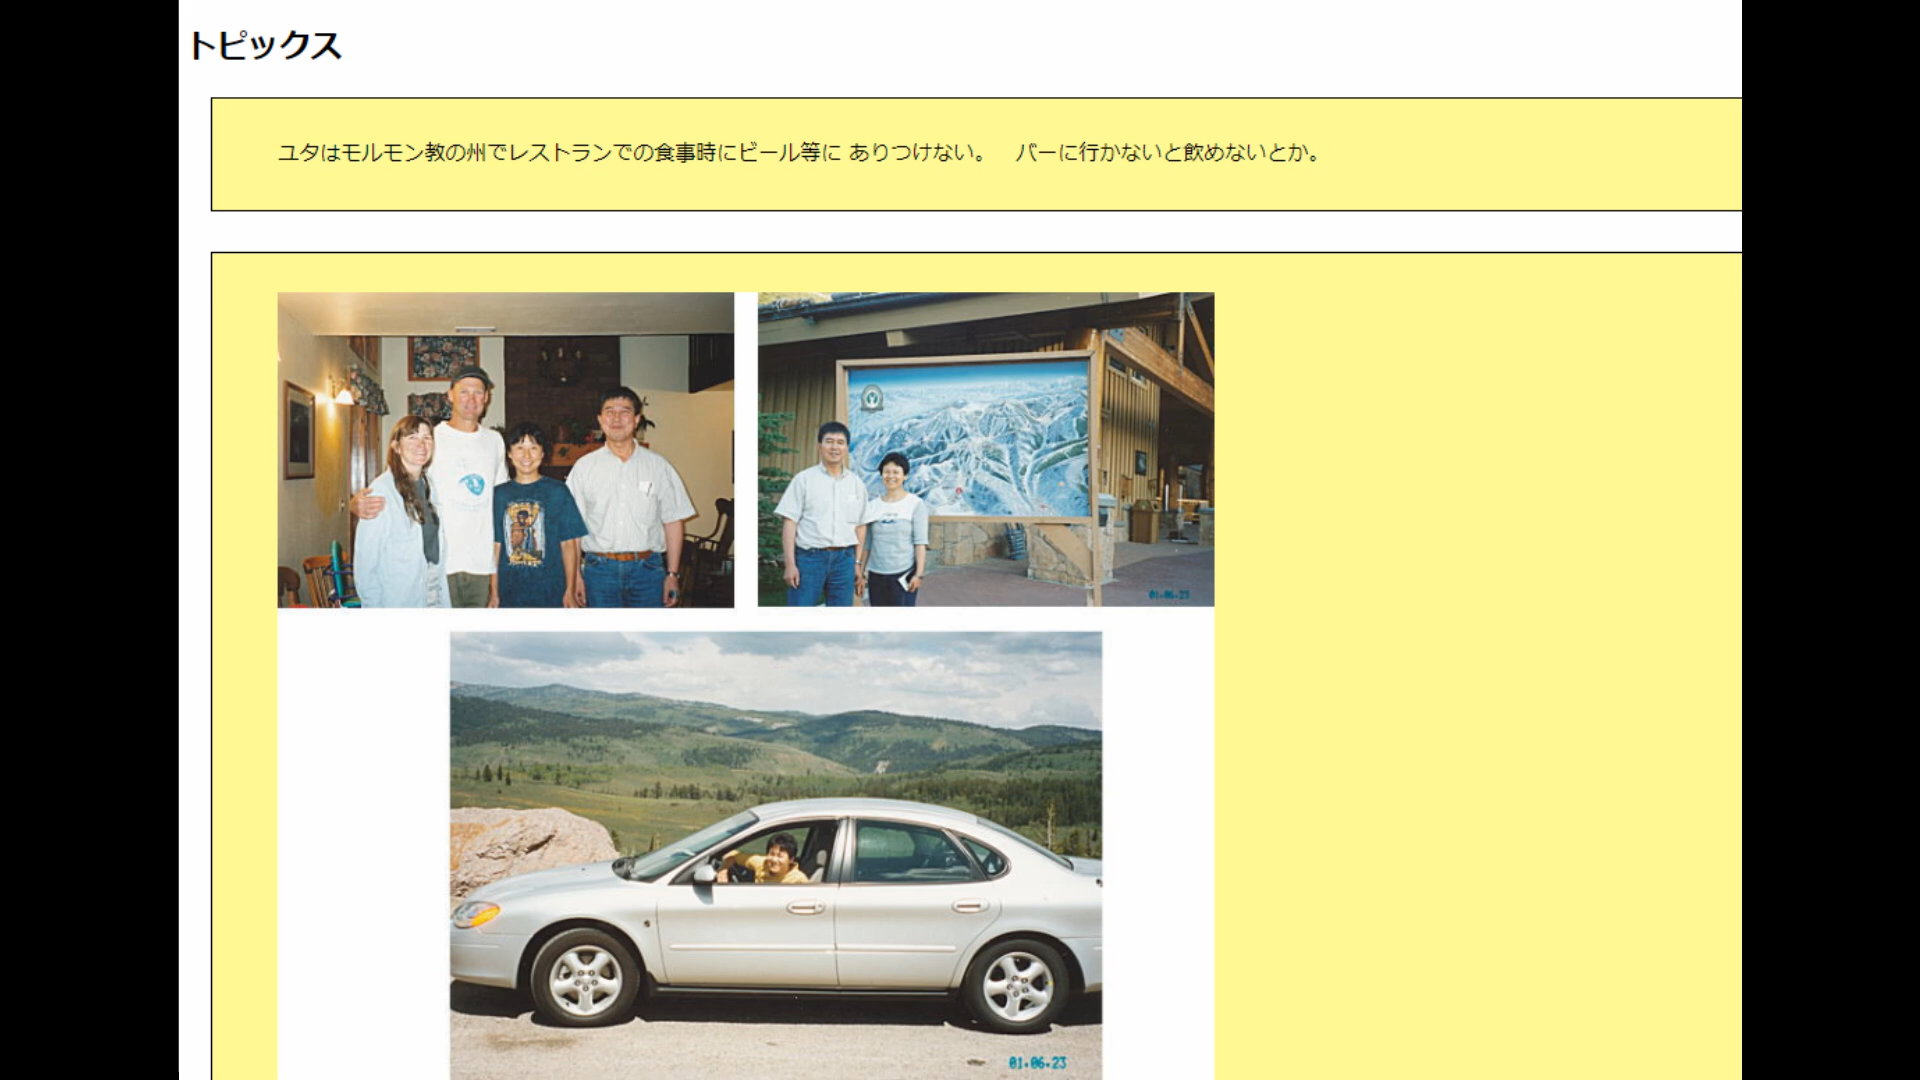 トピックス
ユタはモルモン教の州でレストランでの食事時にビール等に ありつけない。　バーに行かないと飲めないとか。
01.06.23
01.06.23